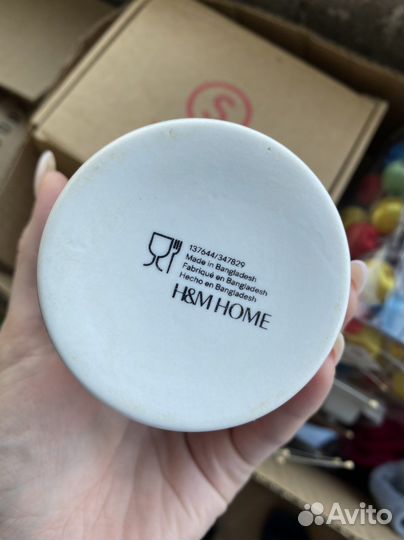 S
137644/347829
Made in Bangladesh
Fabriqué en Bangladesh
Hecho en Bangladesh
H&M HOME
Avito